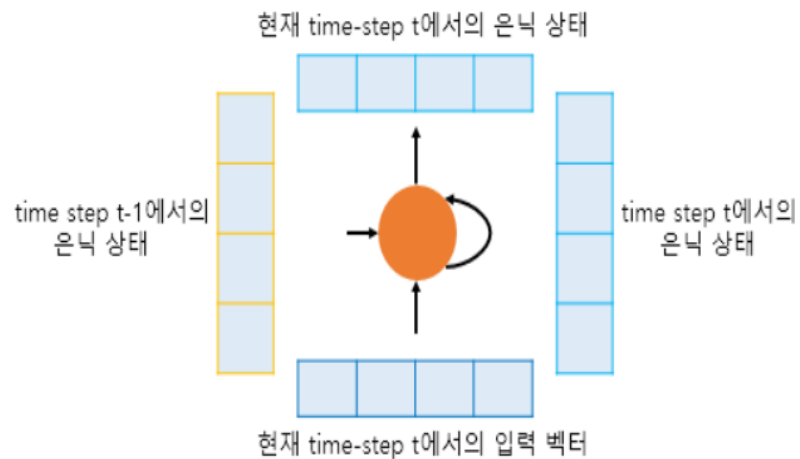 현재 time-step t에서의 은닉 상태
time step t-1에서의
은닉 상태
time step t에서의
은닉 상태
현재 time-step t에서의 입력 벡터